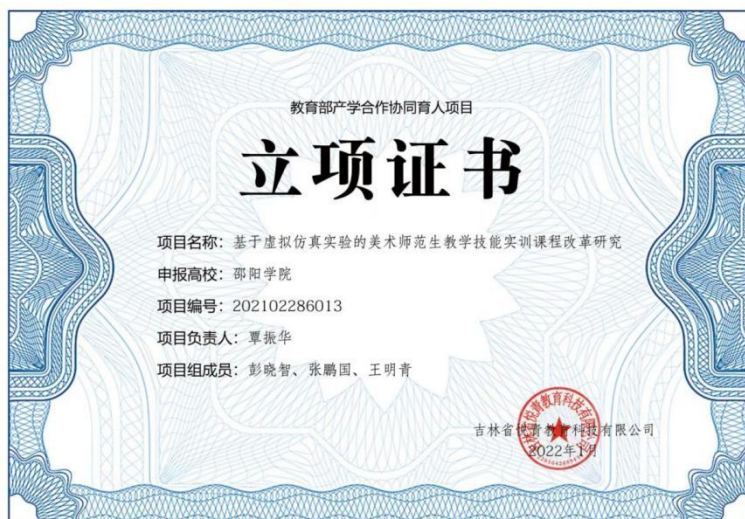 教育部产学合作协同育人项目
立项证书
项目名称：基于虚拟仿真实验的美术师范生教学技能实训课程改革研究
申报高校：邵阳学院
项目编号：202102286013
项目负责人：覃振华
项目组成员：彭晓智、张鹏国、王明青
吉林省悦青教育科技有限公司
2022年1月